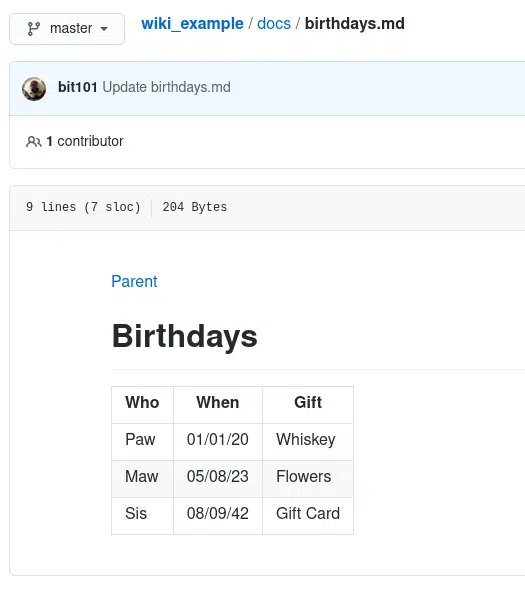 master wiki_example / docs / birthdays.md
bit101 Update birthdays.md
1 contributor
9 lines (7 sloc) 204 Bytes
Parent
Birthdays
Who When Gift
Paw 01/01/20 Whiskey
Maw 05/08/23 Flowers
Sis 08/09/42 Gift Card